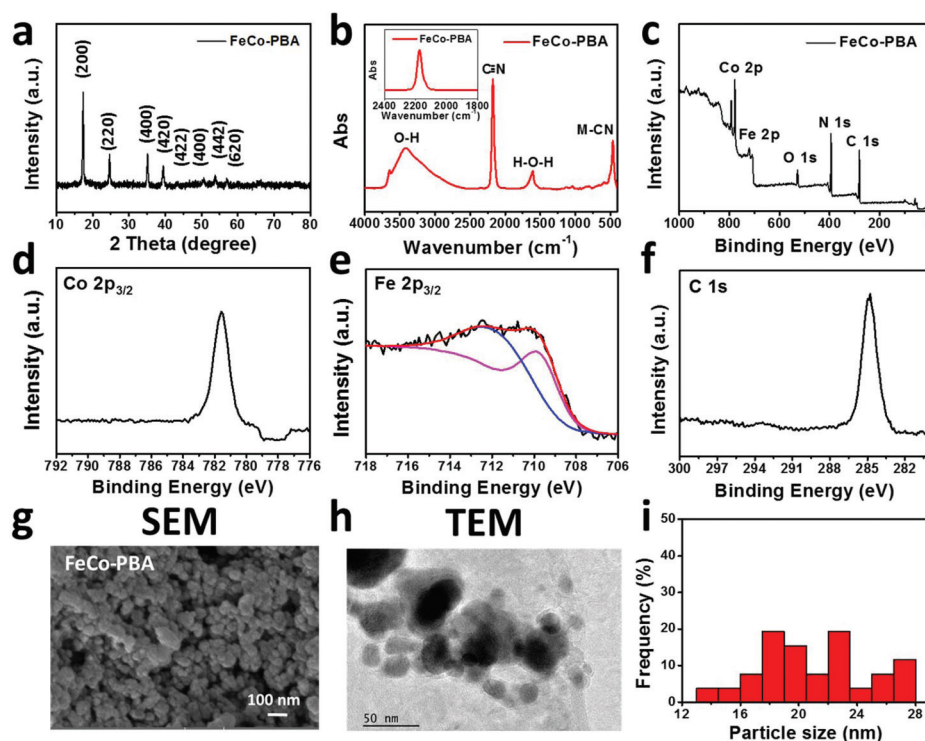 a
FeCo-PBA
(200)
(220)
(400)
(420)
(422)
(500)
(442)
(620)
Intensity (a.u.)
10 20 30 40 50 60 70 80
2 Theta (degree)
b
FeCo-PBA
FeCo-PBA
Abs
2400 2200 2000 1800
Wavenumber (cm-1)
C≡N
O-H
H-O-H
M-CN
Abs
4000 3500 3000 2500 2000 1500 1000 500
Wavenumber (cm-1)
c
FeCo-PBA
Co 2p
Fe 2p
O 1s
N 1s
C 1s
Intensity (a.u.)
1000 800 600 400 200
Binding Energy (eV)
d
Co 2p3/2
Intensity (a.u.)
792 790 788 786 784 782 780 778 776
Binding Energy (eV)
e
Fe 2p3/2
Intensity (a.u.)
718 716 714 712 710 708 706
Binding Energy (eV)
f
C 1s
Intensity (a.u.)
300 297 294 291 288 285 282
Binding Energy (eV)
g
SEM
FeCo-PBA
100 nm
h
TEM
50 nm
i
Frequency (%)
50
40
30
20
10
0
12 16 20 24 28
Particle size (nm)